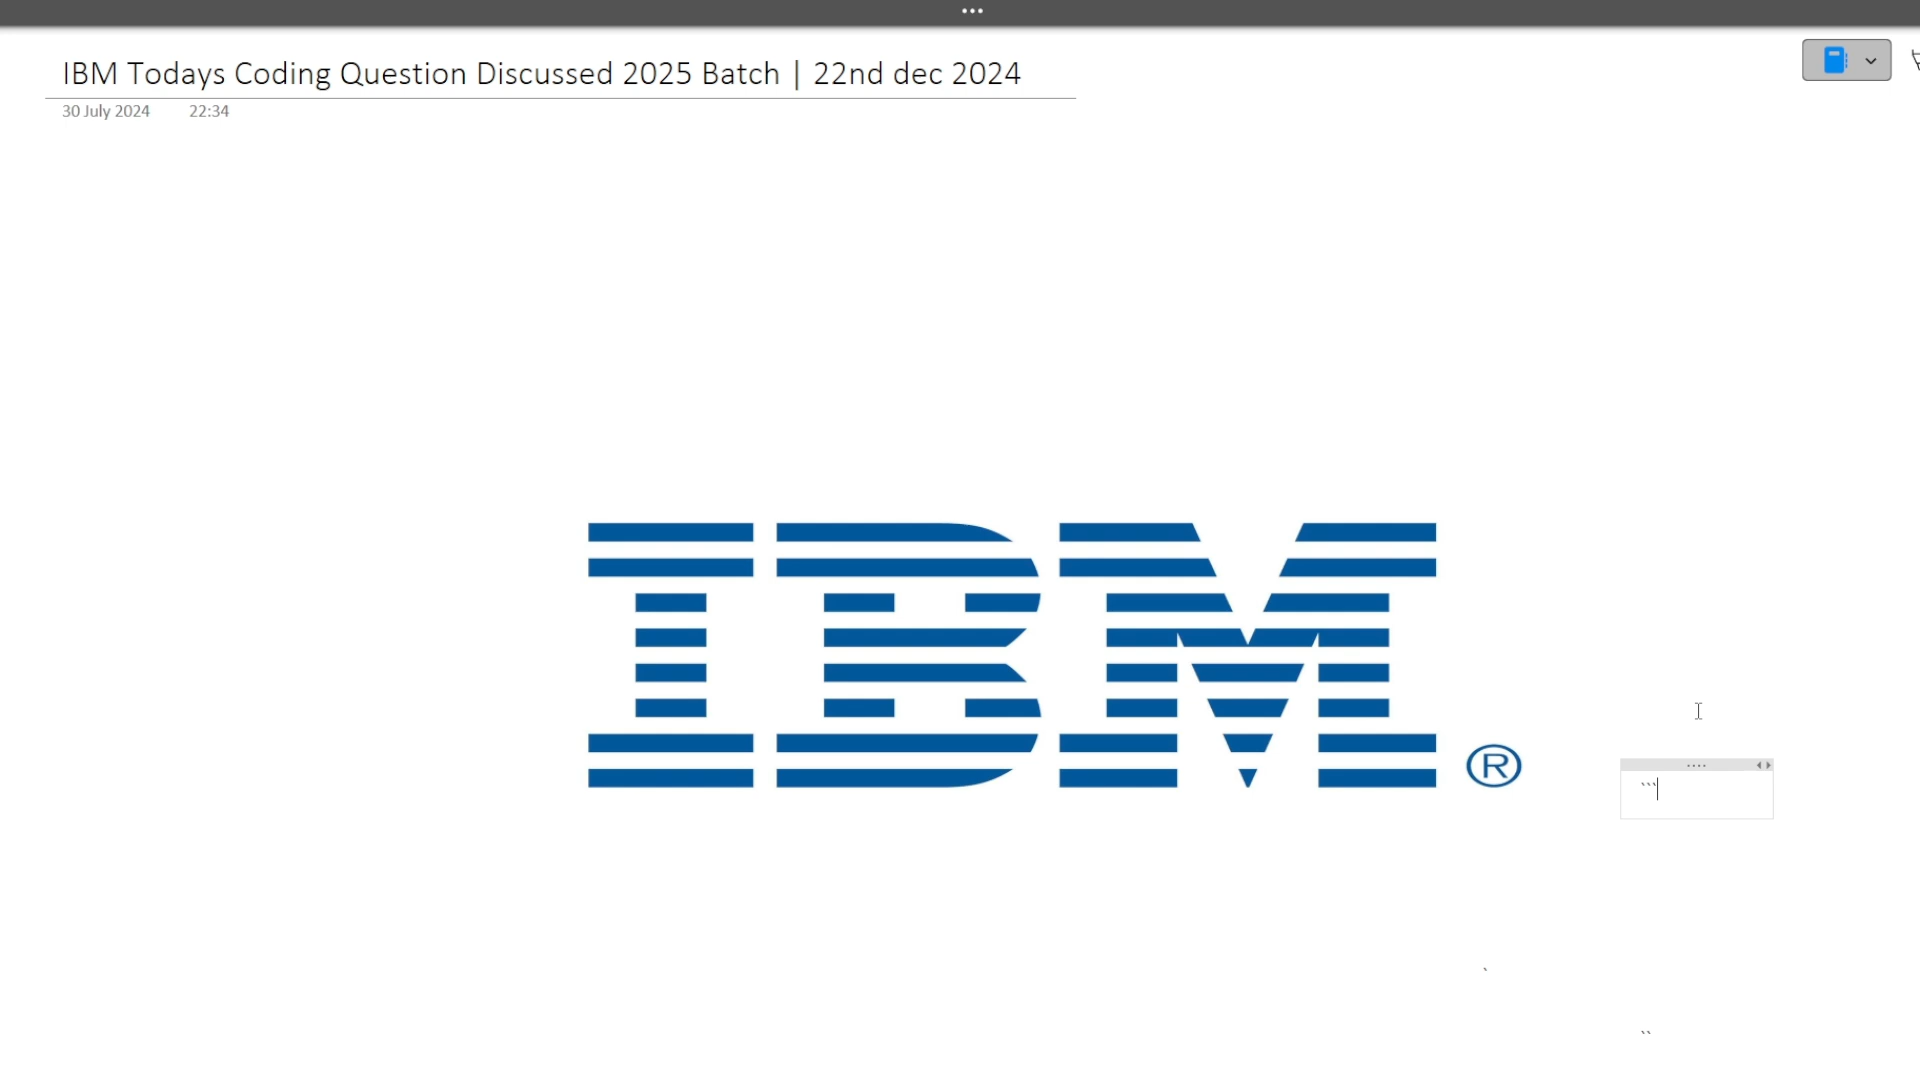 IBM Todays Coding Question Discussed 2025 Batch | 22nd dec 2024
30 July 2024 22:34
IBM®
```
`
``